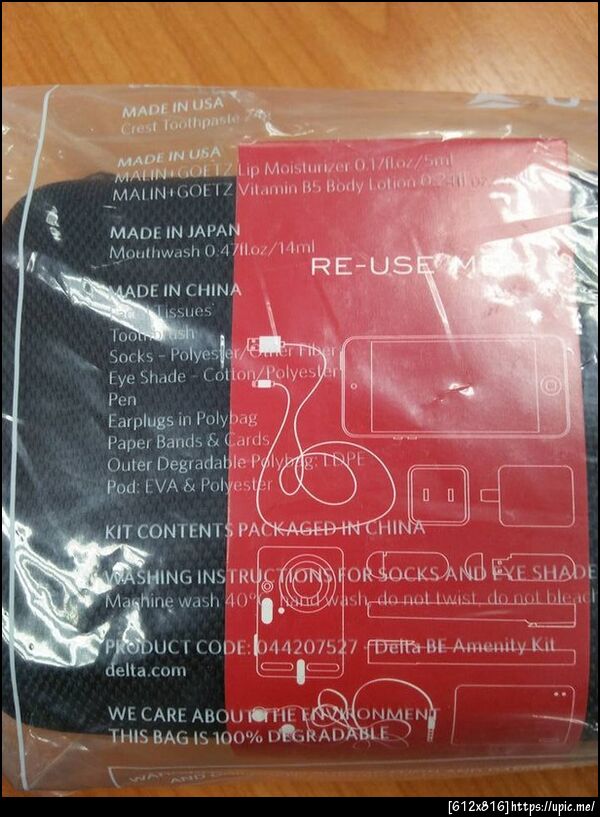 MADE IN USA
Crest Toothpaste
MADE IN USA
MALIN+GOETZ Lip Moisturizer 0.17fl.oz/5ml
MALIN+GOETZ Vitamin B5 Body Lotion
MADE IN JAPAN
Mouthwash 0.47fl.oz/14ml
RE-USE
MADE IN CHINA
Tissues
Toothbrush
Socks - Polyester/Other Fiber
Eye Shade - Cotton/Polyester
Pen
Earplugs in Polybag
Paper Bands & Cards
Outer Degradable Polybag: LDPE
Pod: EVA & Polyester
KIT CONTENTS PACKAGED IN CHINA
WASHING INSTRUCTIONS FOR SOCKS AND EYE SHADE
Machine wash 40° hand wash, do not twist, do not bleach
PRODUCT CODE: 044207527 - Delta BE Amenity Kit
delta.com
WE CARE ABOUT THE ENVIRONMENT
THIS BAG IS 100% DEGRADABLE
[612x816]https://upic.me/